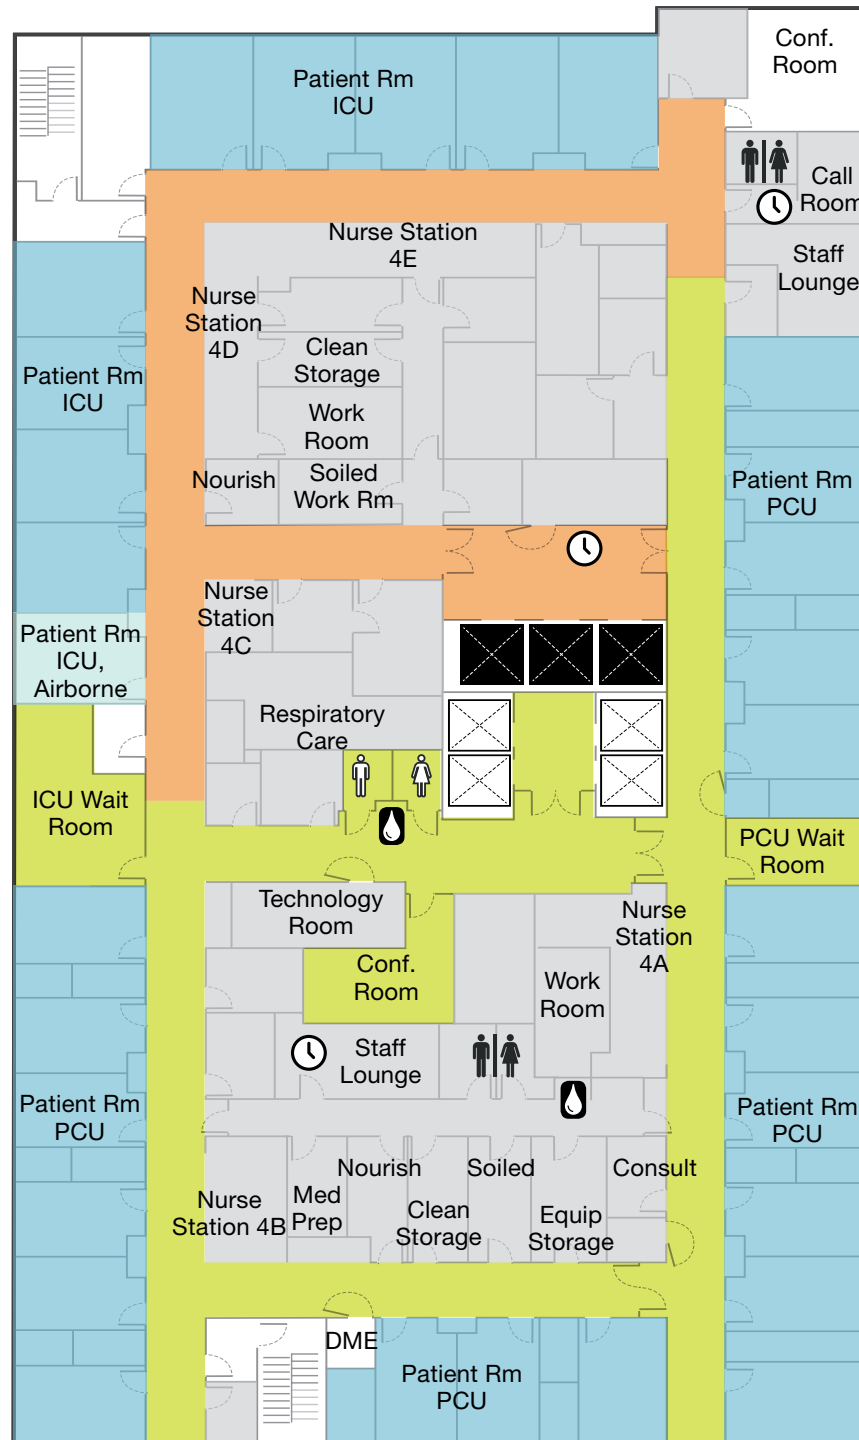 Conf.
Room
Patient Rm
ICU
Call
Room
Nurse Station
4E
Staff
Lounge
Nurse
Station
4D
Clean
Storage
Patient Rm
ICU
Work
Room
Nourish
Soiled
Work Rm
Patient Rm
PCU
Nurse
Station
4C
Patient Rm
ICU,
Airborne
Respiratory
Care
ICU Wait
Room
PCU Wait
Room
Technology
Room
Nurse
Station
4A
Conf.
Room
Work
Room
Staff
Lounge
Patient Rm
PCU
Patient Rm
PCU
Nourish
Soiled
Consult
Nurse
Station 4B
Med
Prep
Clean
Storage
Equip
Storage
DME
Patient Rm
PCU